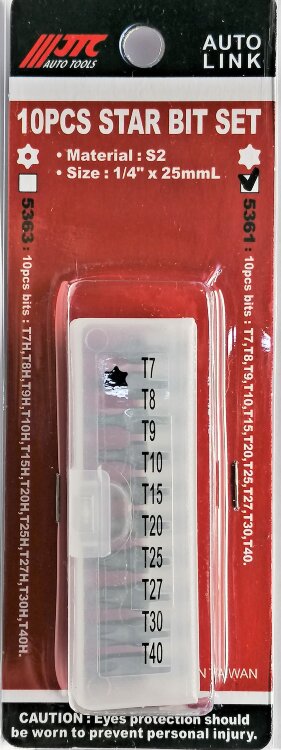 JTC
AUTO TOOLS
AUTO
LINK
10PCS STAR BIT SET
• Material : S2
• Size : 1/4" x 25mmL
5363 : 10pcs bits : T7H,T8H,T9H,T10H,T15H,T20H,T25H,T27H,T30H,T40H.
5361 : 10pcs bits : T7,T8,T9,T10,T15,T20,T25,T27,T30,T40.
T7
T8
T9
T10
T15
T20
T25
T27
T30
T40
N TAIWAN
CAUTION : Eyes protection should
be worn to prevent personal injury.